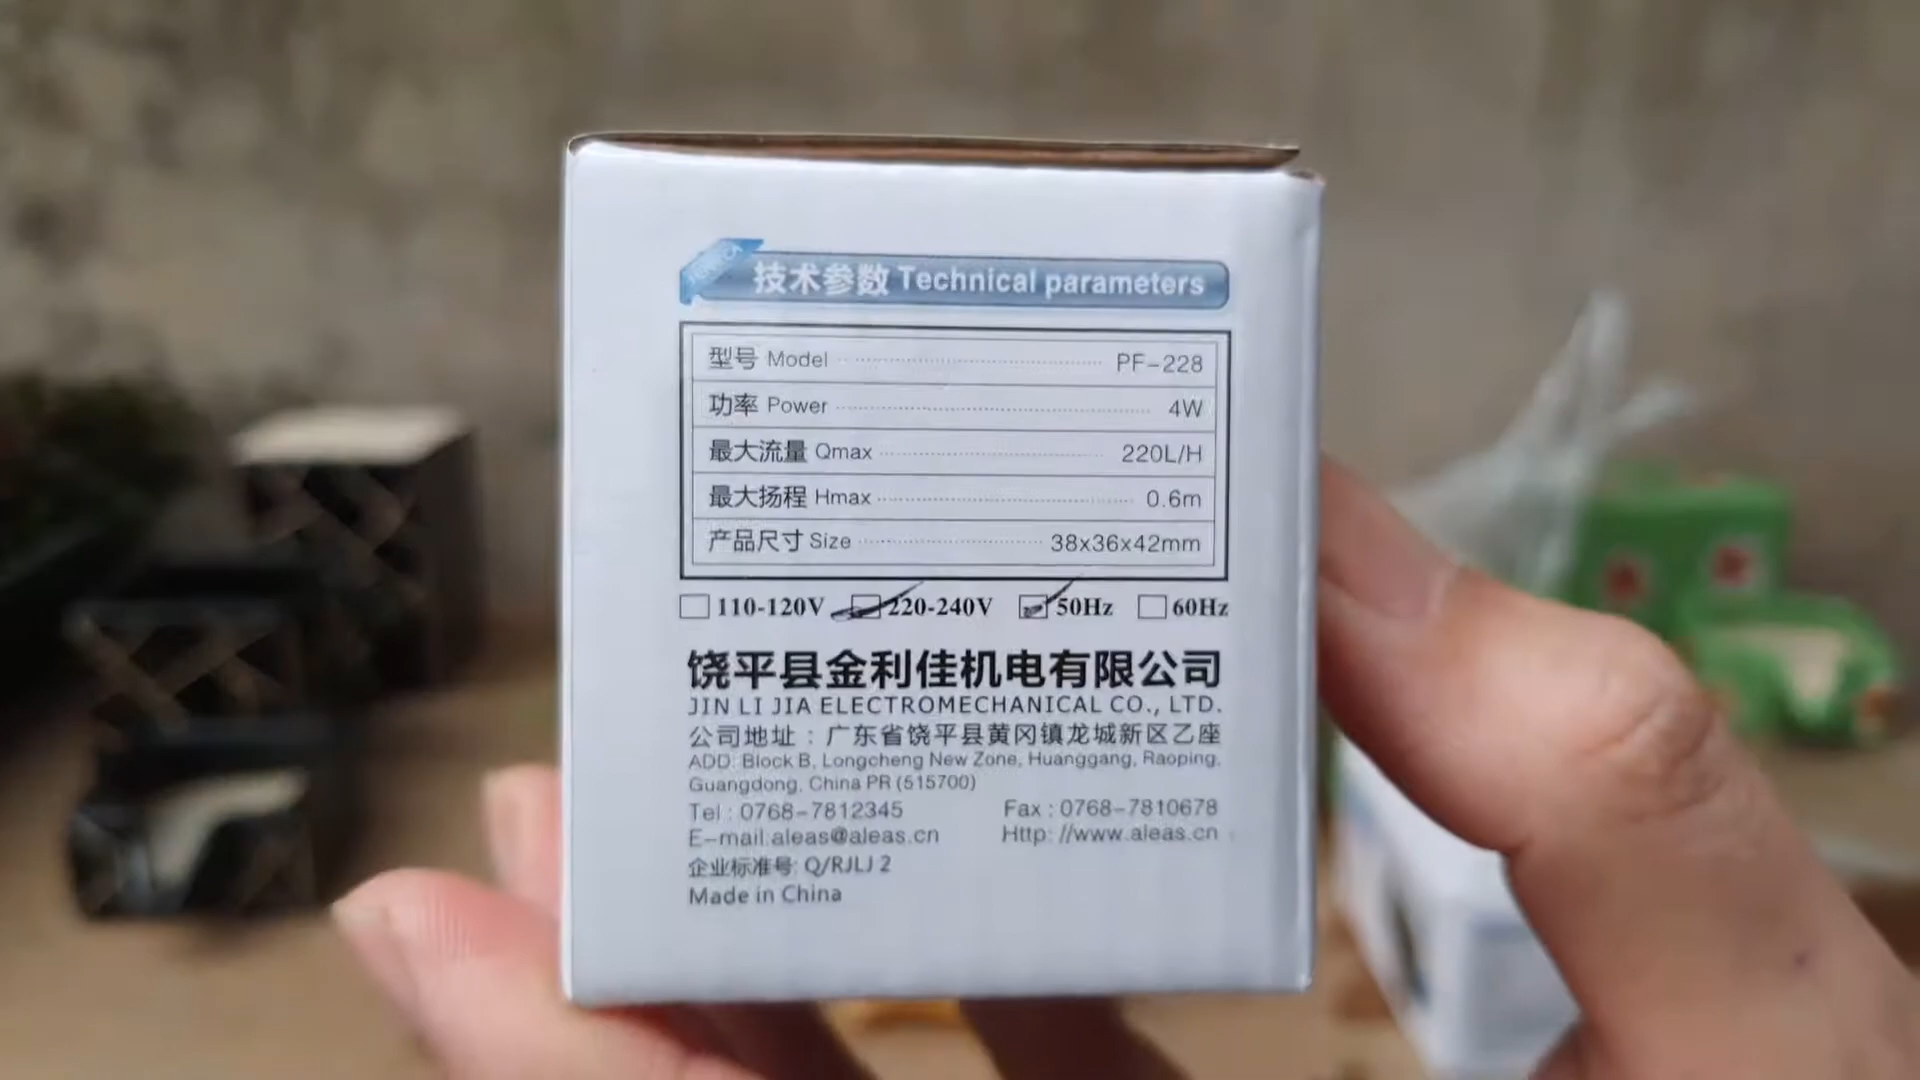 技术参数 Technical parameters
型号 Model PF-228
功率 Power 4W
最大流量 Qmax 220L/H
最大扬程 Hmax 0.6m
产品尺寸 Size 38x36x42mm
110-120V 220-240V 50Hz 60Hz
饶平县金利佳机电有限公司
JIN LI JIA ELECTROMECHANICAL CO., LTD.
公司地址：广东省饶平县黄冈镇龙城新区乙座
ADD: Block B, Longcheng New Zone, Huanggang, Raoping,
Guangdong, China PR (515700)
Tel : 0768-7812345 Fax : 0768-7810678
E-mail:aleas@aleas.cn Http: //www.aleas.cn
企业标准号: Q/RJLJ 2
Made in China